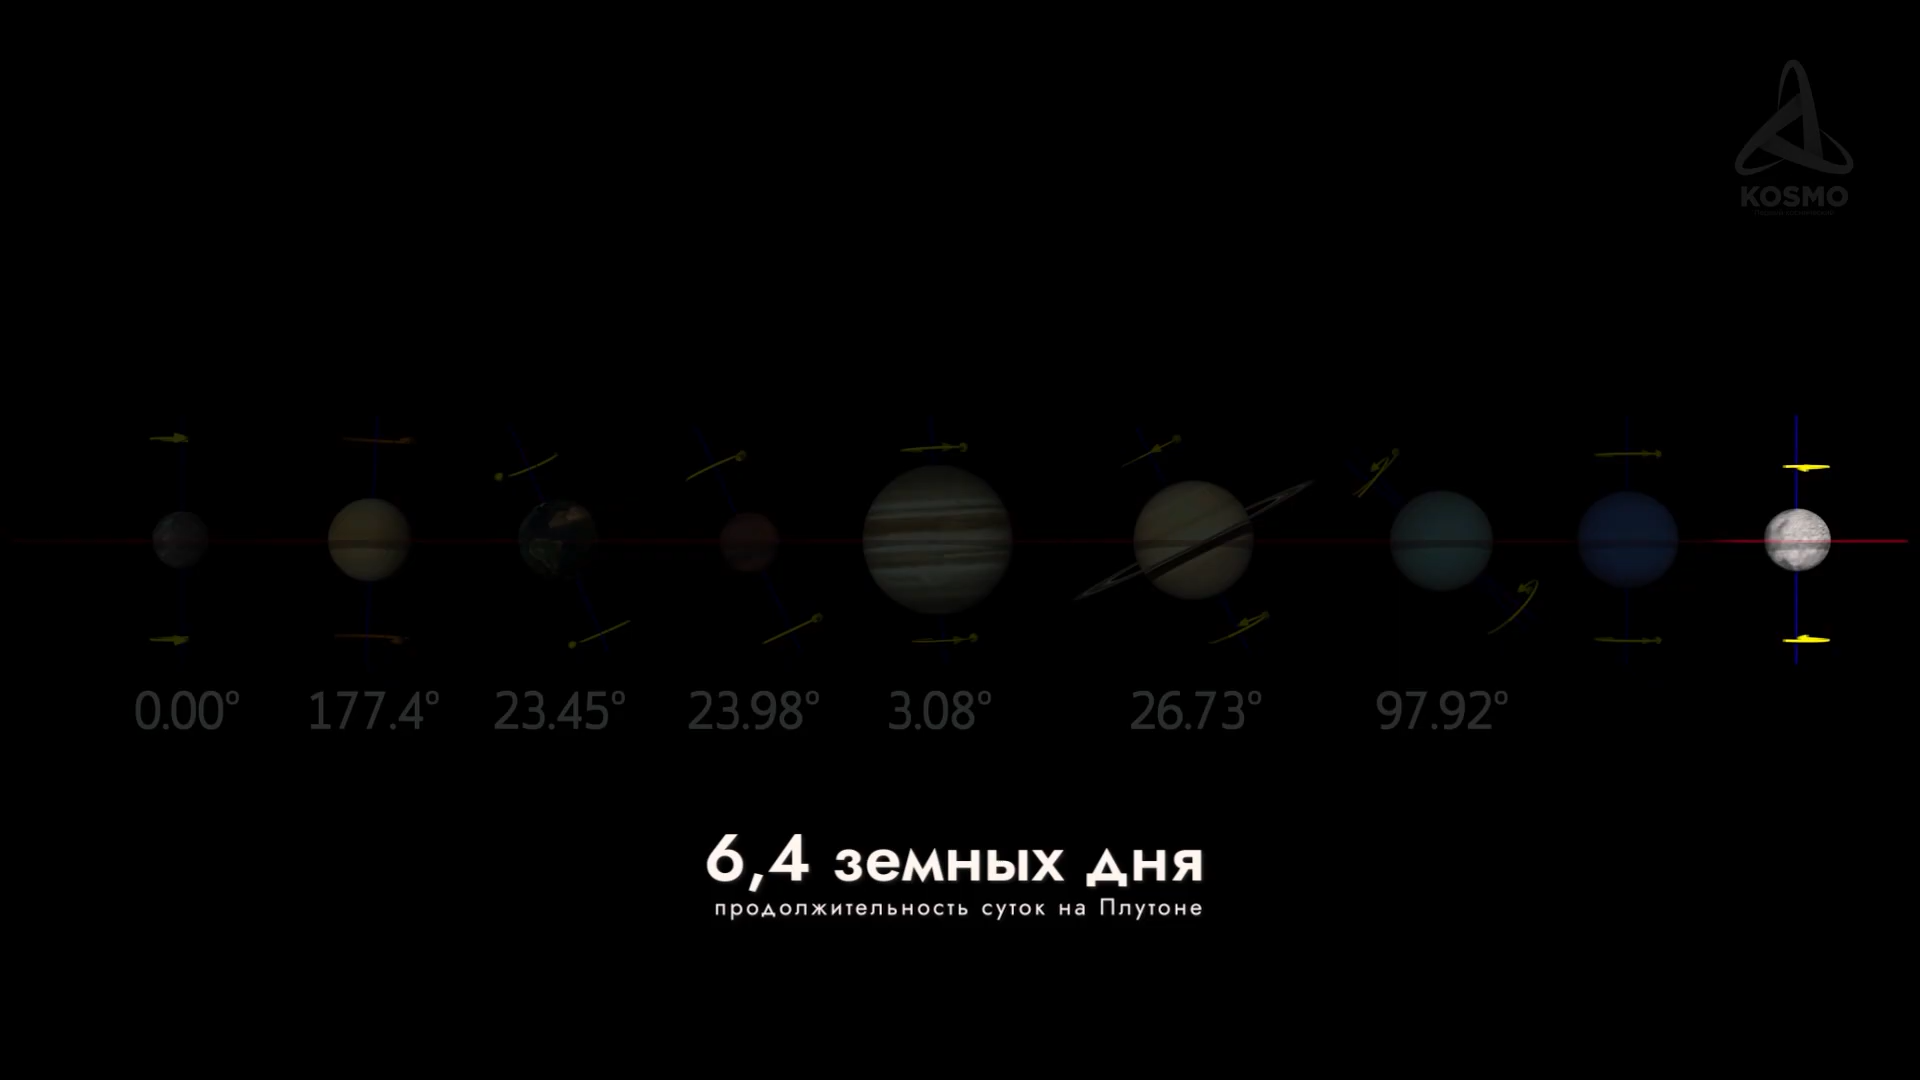 KOSMO
0.00°
177.4°
23.45°
23.98°
3.08°
26.73°
97.92°
6,4 земных дня
продолжительность суток на Плутоне